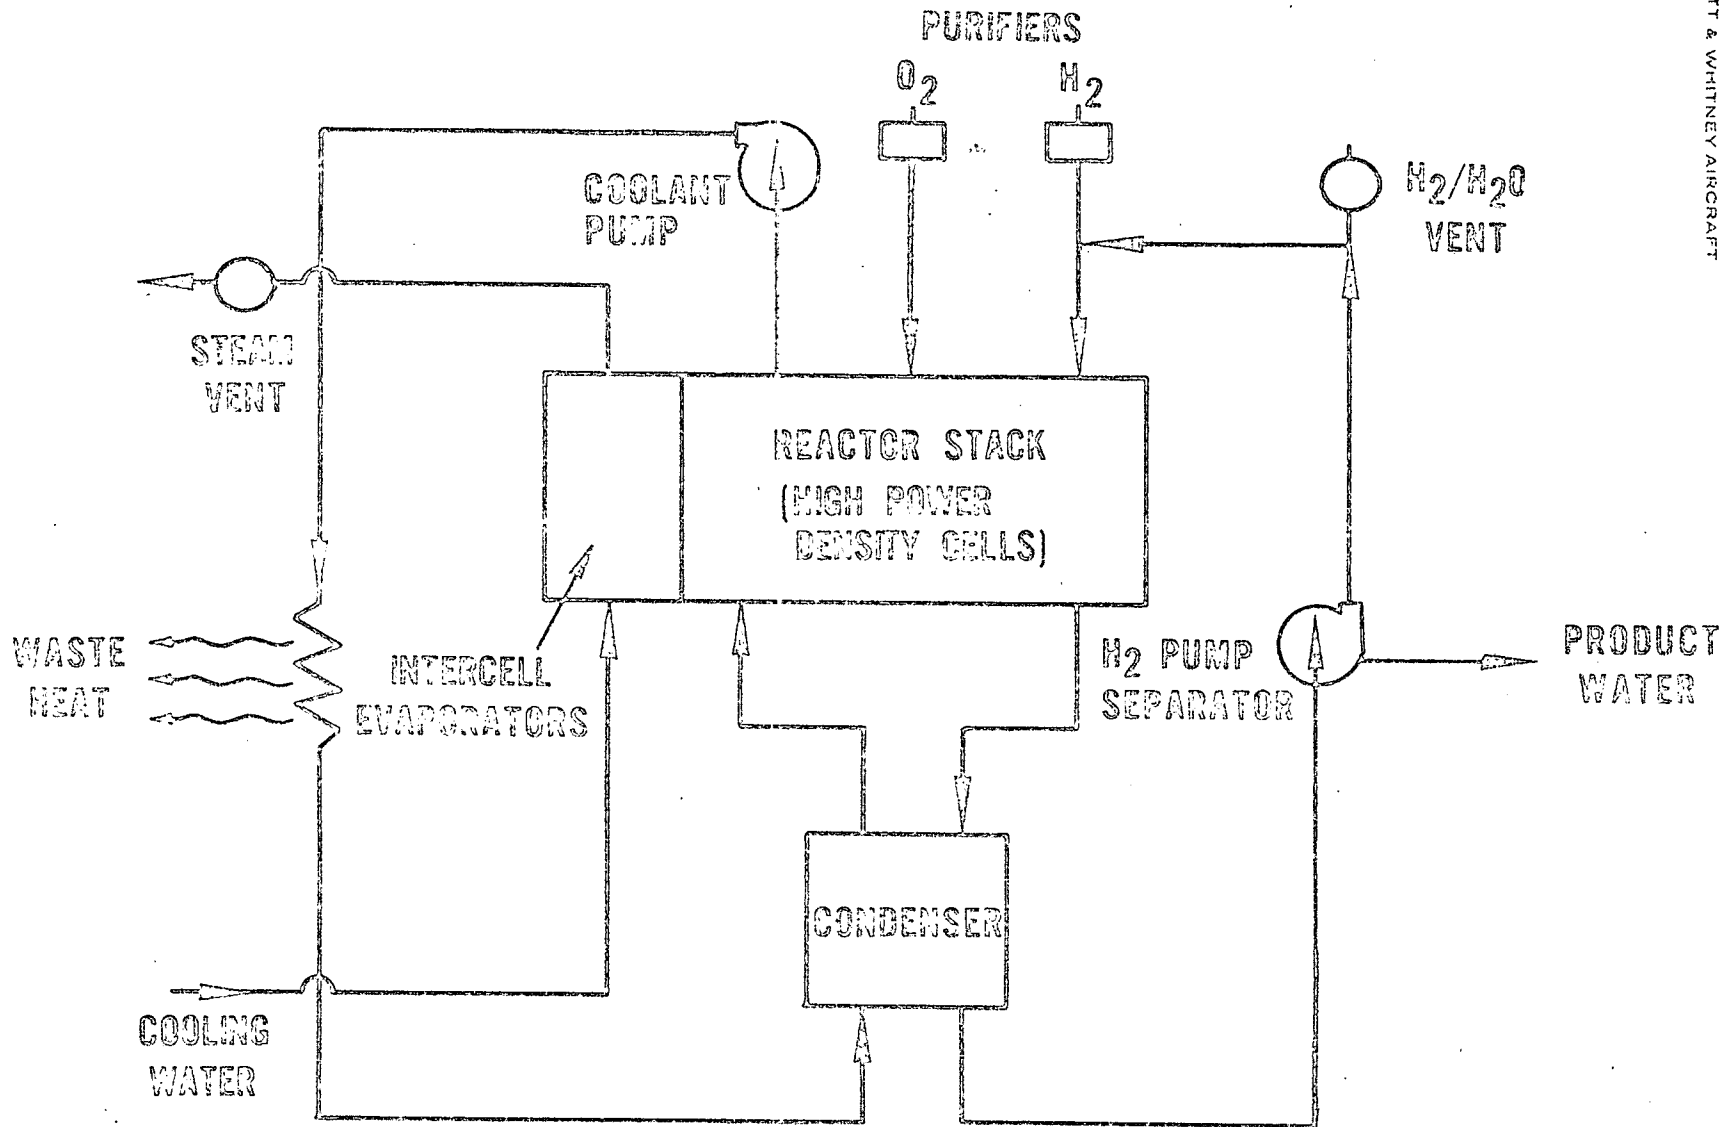 PURIFIERS
O2
H2
COOLANT
PUMP
H2/H2O
VENT
STEAM
VENT
REACTOR STACK
(HIGH POWER
DENSITY CELLS)
WASTE
HEAT
INTERCELL
EVAPORATORS
H2 PUMP
SEPARATOR
PRODUCT
WATER
CONDENSER
COOLING
WATER
TT & WHITNEY AIRCRAFT